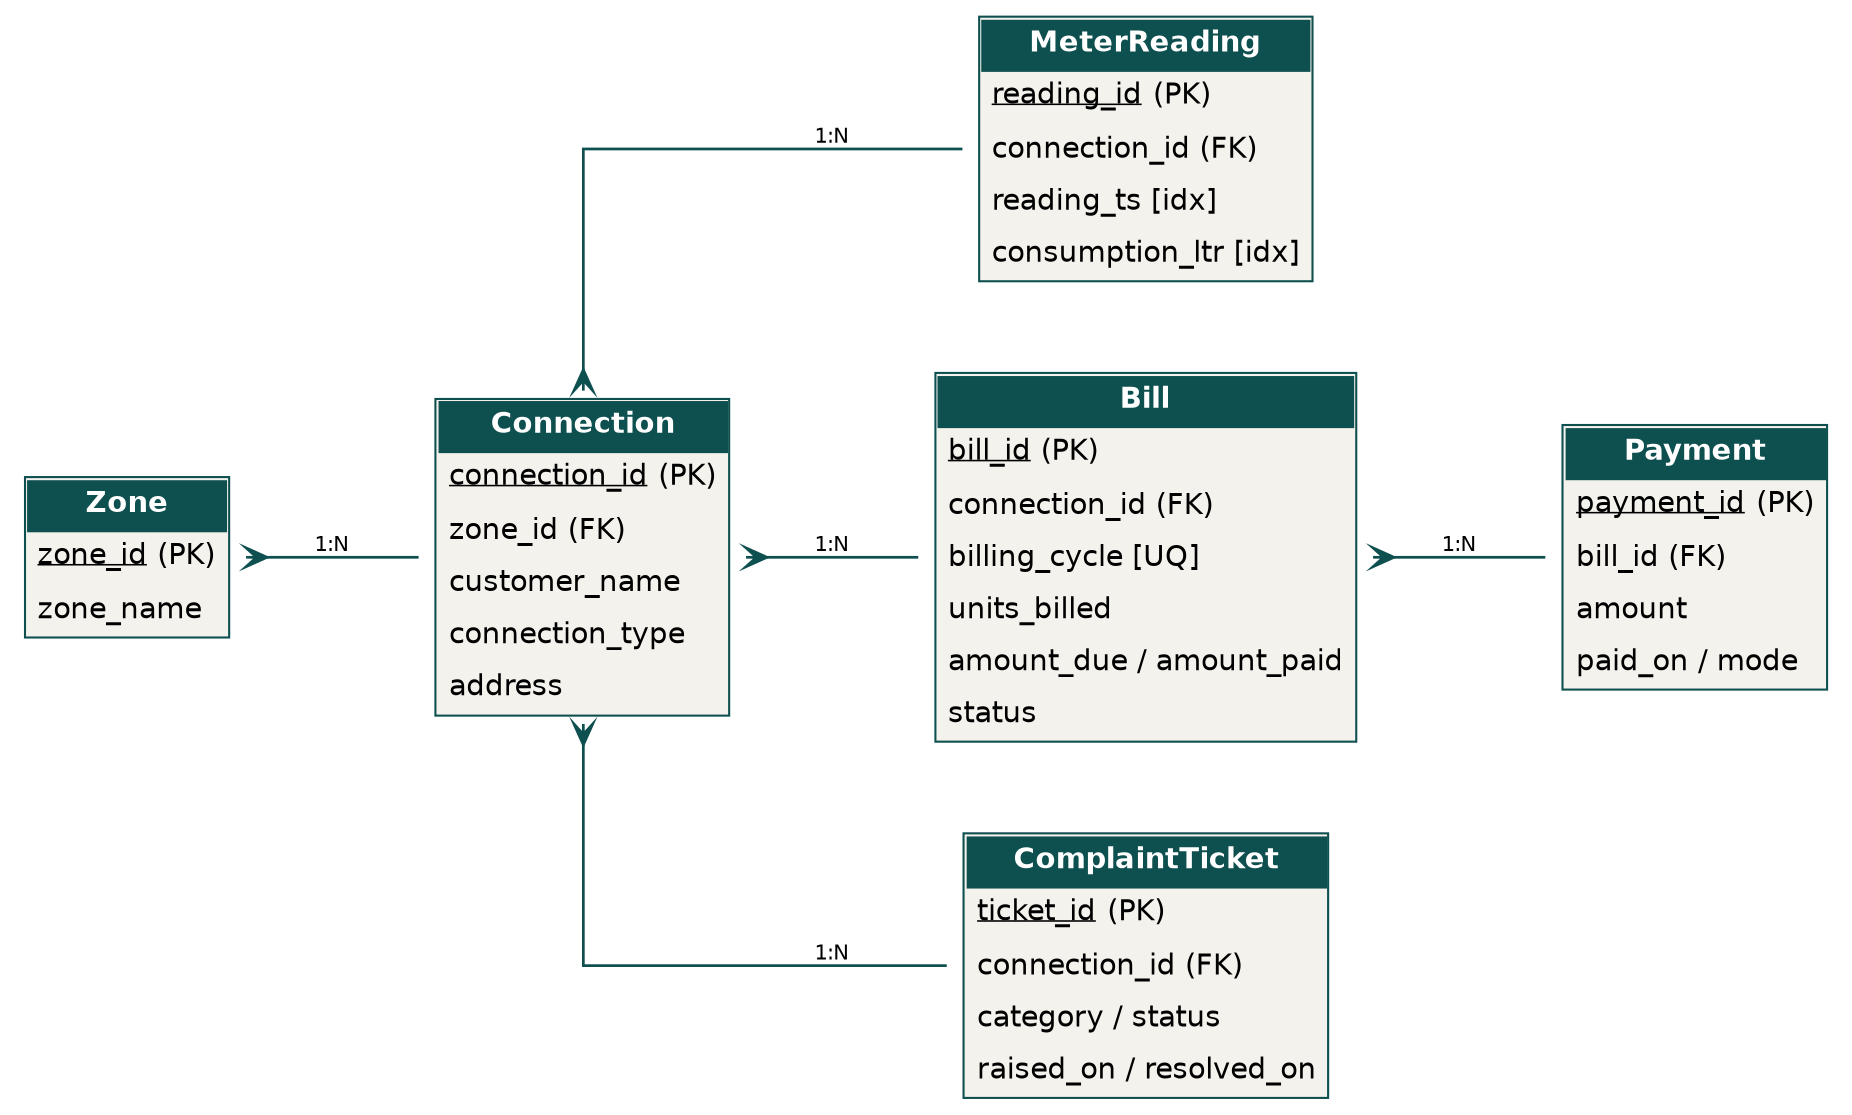 MeterReading
reading_id (PK)
connection_id (FK)
reading_ts [idx]
consumption_ltr [idx]
1:N
Zone
zone_id (PK)
zone_name
1:N
Connection
connection_id (PK)
zone_id (FK)
customer_name
connection_type
address
1:N
Bill
bill_id (PK)
connection_id (FK)
billing_cycle [UQ]
units_billed
amount_due / amount_paid
status
1:N
Payment
payment_id (PK)
bill_id (FK)
amount
paid_on / mode
1:N
ComplaintTicket
ticket_id (PK)
connection_id (FK)
category / status
raised_on / resolved_on